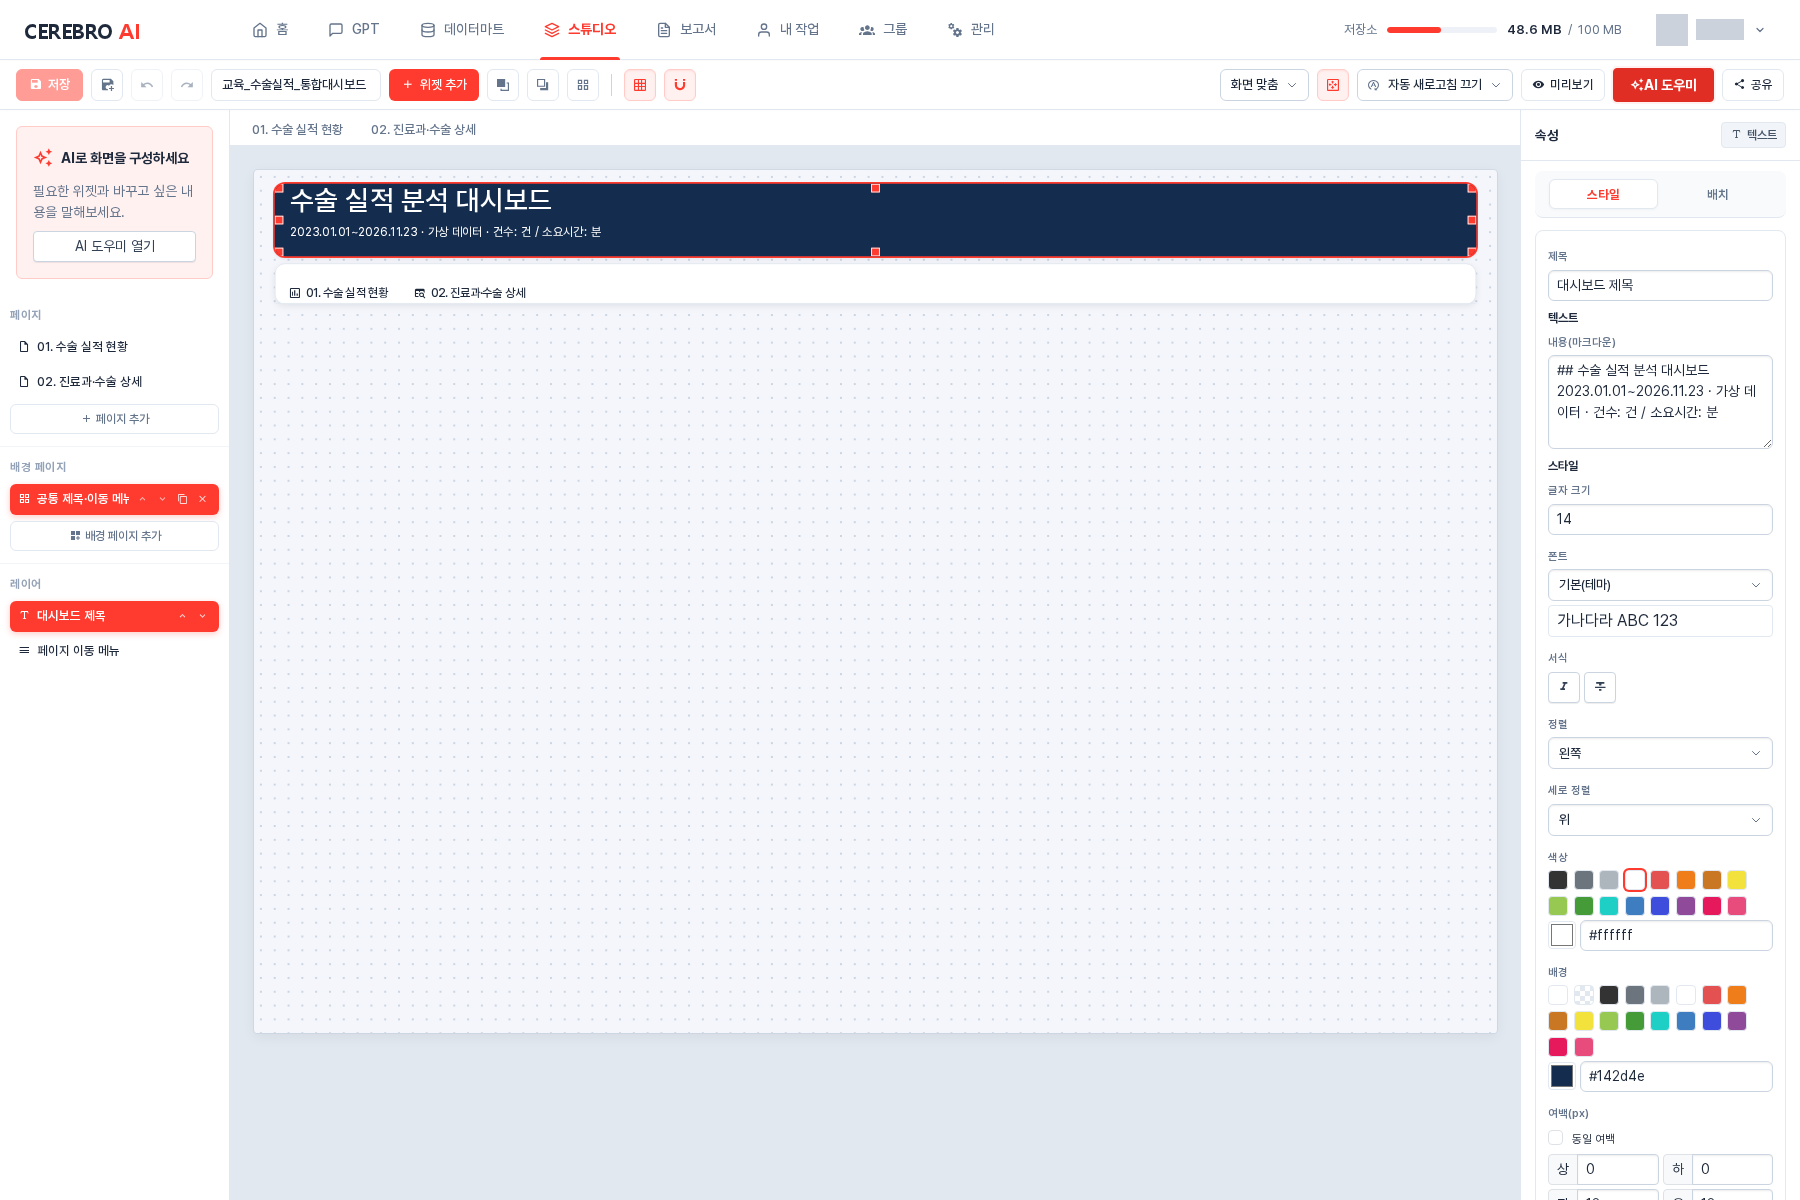 CEREBRO AI
홈
GPT
데이터마트
스튜디오
보고서
내 작업
그룹
관리
저장소
48.6 MB / 100 MB
저장
교육_수술실적_통합대시보드
+ 위젯 추가
화면 맞춤
자동 새로고침 끄기
미리보기
AI 도우미
공유
AI로 화면을 구성하세요
필요한 위젯과 바꾸고 싶은 내
용을 말해보세요.
AI 도우미 열기
페이지
01. 수술 실적 현황
02. 진료과·수술 상세
+ 페이지 추가
배경 페이지
공통 제목·이동 메뉴
배경 페이지 추가
레이어
T 대시보드 제목
페이지 이동 메뉴
01. 수술 실적 현황
02. 진료과·수술 상세
수술 실적 분석 대시보드
2023.01.01~2026.11.23 · 가상 데이터 · 건수: 건 / 소요시간: 분
01. 수술 실적 현황
02. 진료과·수술 상세
속성
T 텍스트
스타일
배치
제목
대시보드 제목
텍스트
내용(마크다운)
## 수술 실적 분석 대시보드
2023.01.01~2026.11.23 · 가상 데
이터 · 건수: 건 / 소요시간: 분
스타일
글자 크기
14
폰트
기본(테마)
가나다라 ABC 123
서식
정렬
왼쪽
세로 정렬
위
색상
#ffffff
배경
#142d4e
여백(px)
동일 여백
상 0
하 0